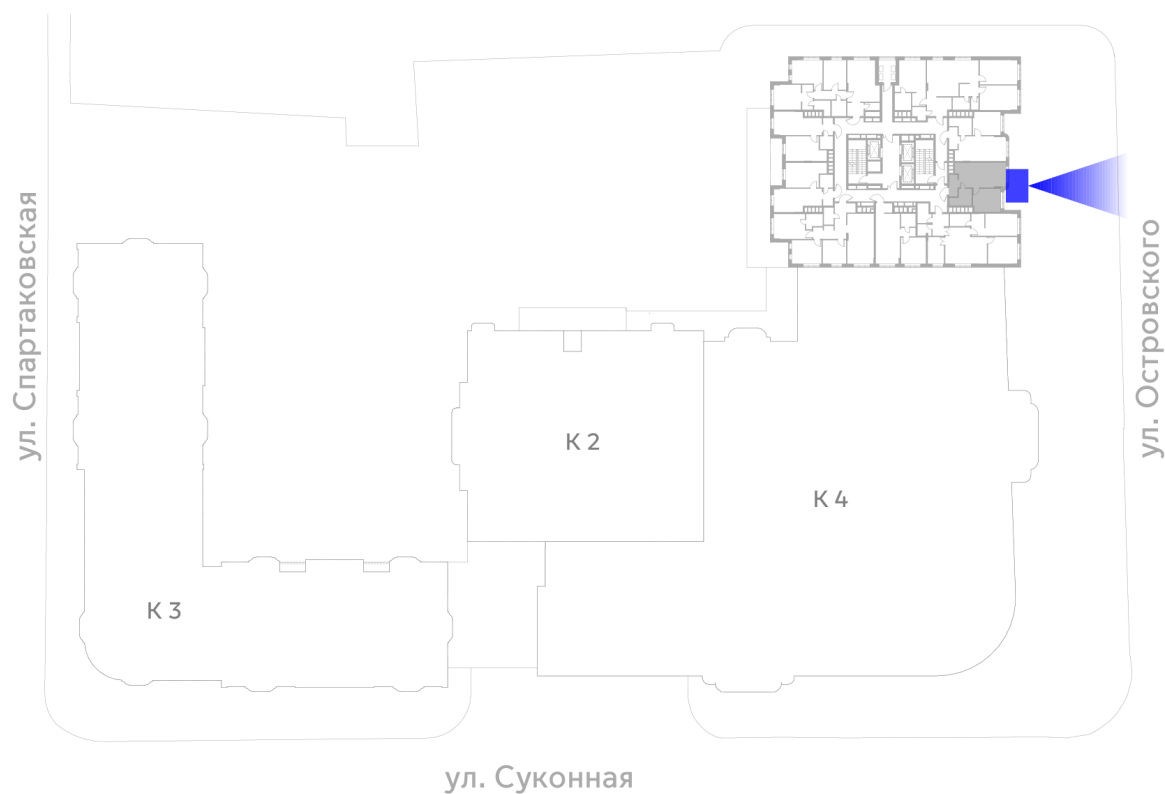 ул. Спартаковская
ул. Островского
К 2
К 4
К 3
ул. Суконная